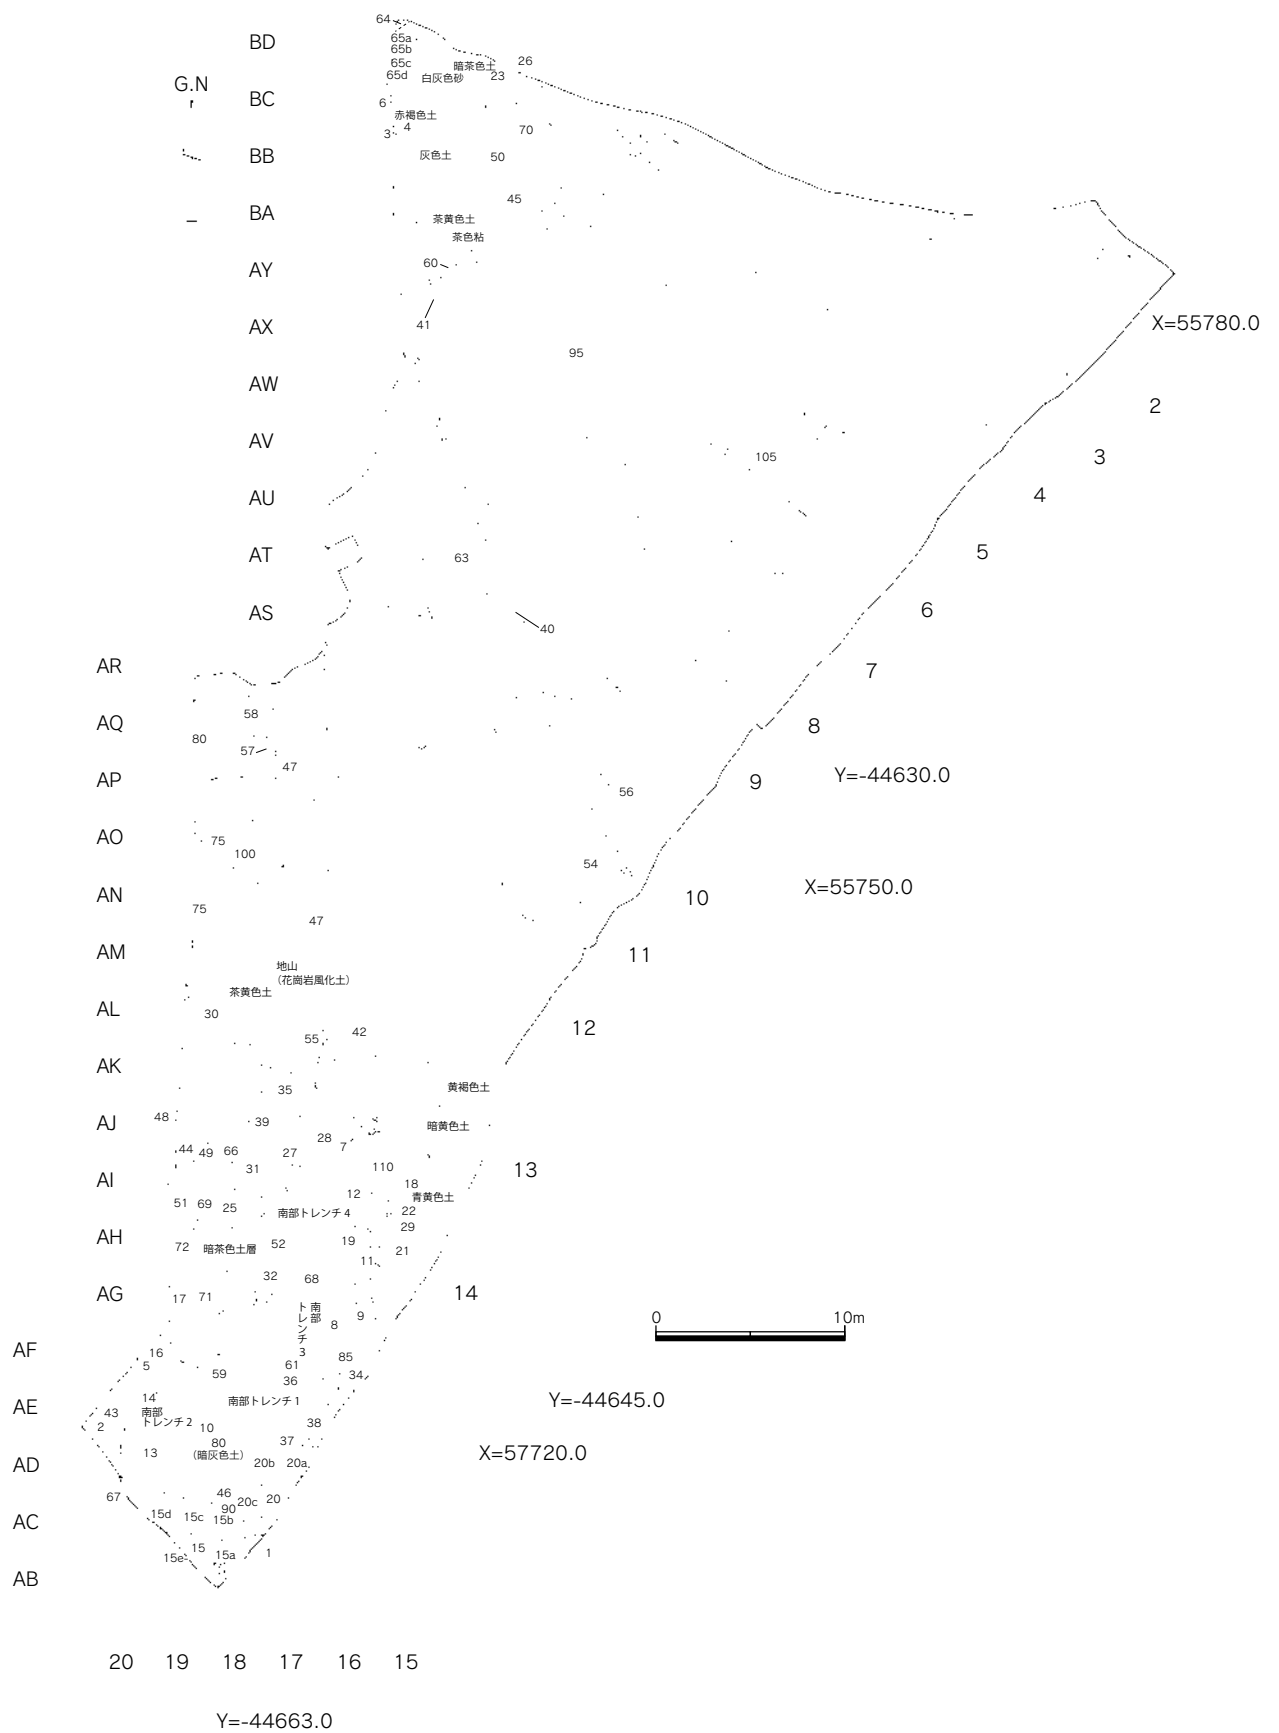 64
BD
65a
65b
65c
暗茶色土
26
65d
白灰色砂
23
G.N
BC
6
赤褐色土
4
70
3
BB
灰色土
50
45
BA
茶黄色土
茶色粘
AY
60
AX
41
X=55780.0
95
AW
2
AV
105
3
AU
4
AT
63
5
AS
40
6
AR
7
58
AQ
80
8
57
47
Y=-44630.0
AP
56
9
AO
75
100
54
X=55750.0
AN
75
10
47
AM
11
地山
(花崗岩風化土)
茶黄色土
AL
30
12
55
42
AK
黄褐色土
35
AJ
48
39
暗黄色土
28
7
44
49
66
27
31
110
13
AI
18
12
青黄色土
51
69
25
南部トレンチ4
22
29
AH
72
暗茶色土層
52
19
21
11
32
68
AG
17
71
14
南部
トレンチ3
9
8
0
10m
AF
16
5
85
61
59
36
34
14
南部トレンチ1
Y=-44645.0
AE
43
南部
トレンチ2
2
10
38
80
37
13
(暗灰色土)
X=57720.0
AD
20b
20a
67
46
20c
20
90
15d
15c
15b
AC
15
15e
15a
1
AB
20
19
18
17
16
15
Y=-44663.0